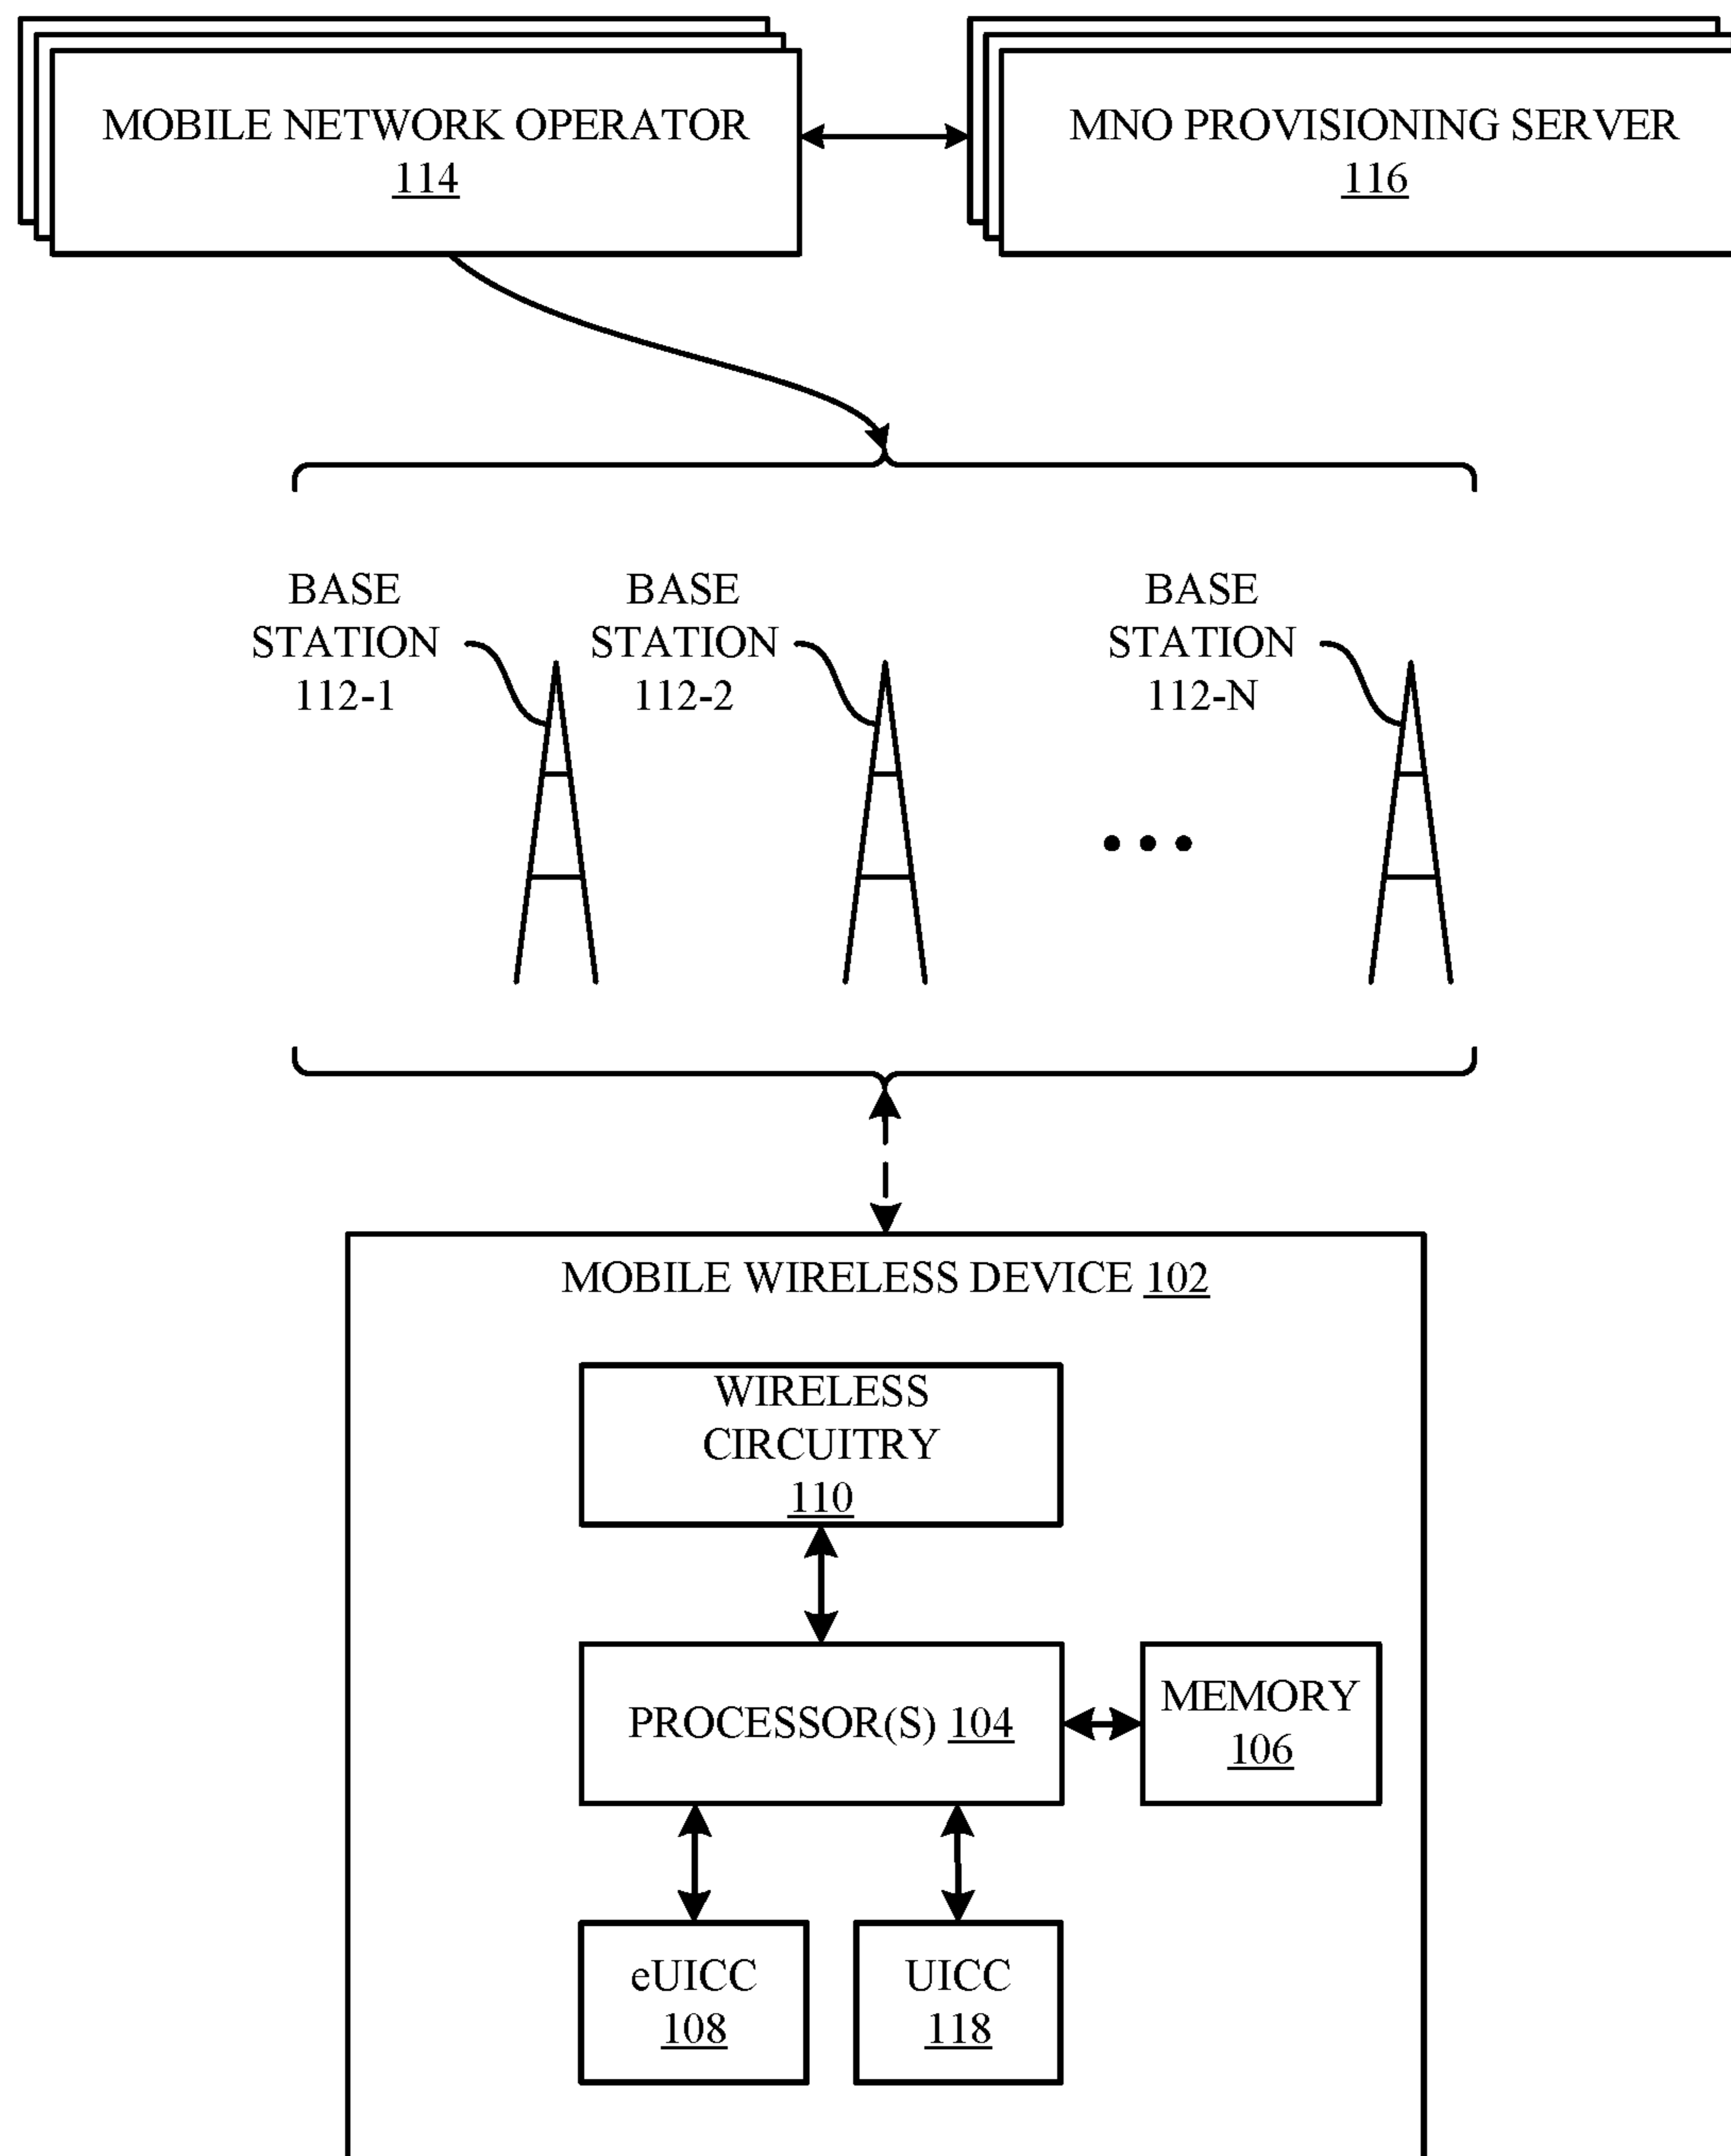 MOBILE NETWORK OPERATOR
114
MNO PROVISIONING SERVER
116
BASE
STATION
112-1
BASE
STATION
112-2
BASE
STATION
112-N
MOBILE WIRELESS DEVICE 102
WIRELESS
CIRCUITRY
110
PROCESSOR(S) 104
MEMORY
106
eUICC
108
UICC
118